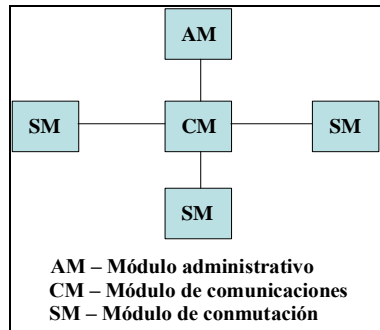 AM
SM CM SM
SM
AM – Módulo administrativo
CM – Módulo de comunicaciones
SM – Módulo de conmutación